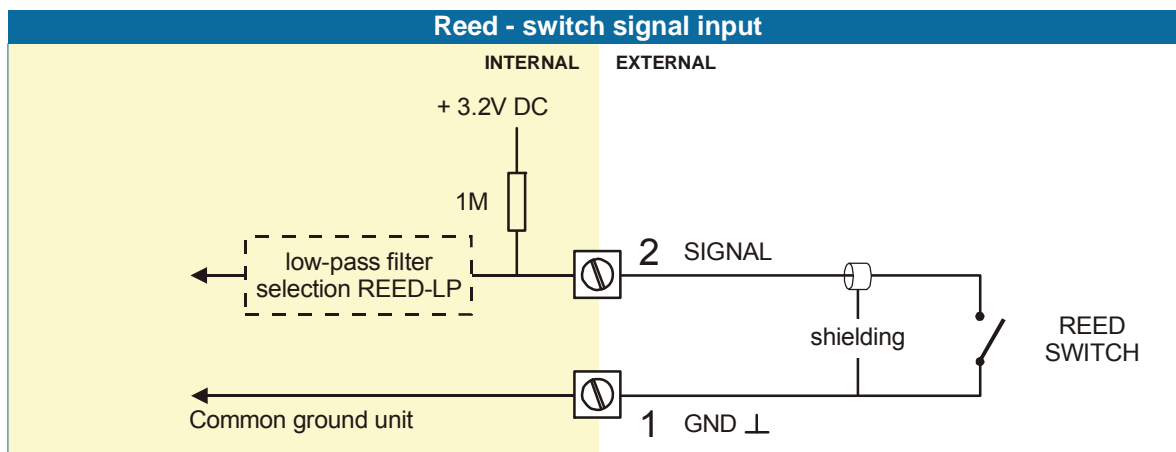 Reed - switch signal input
INTERNAL
EXTERNAL
+ 3.2V DC
1M
low-pass filter
selection REED-LP
2 SIGNAL
shielding
REED
SWITCH
Common ground unit
1 GND ⊥